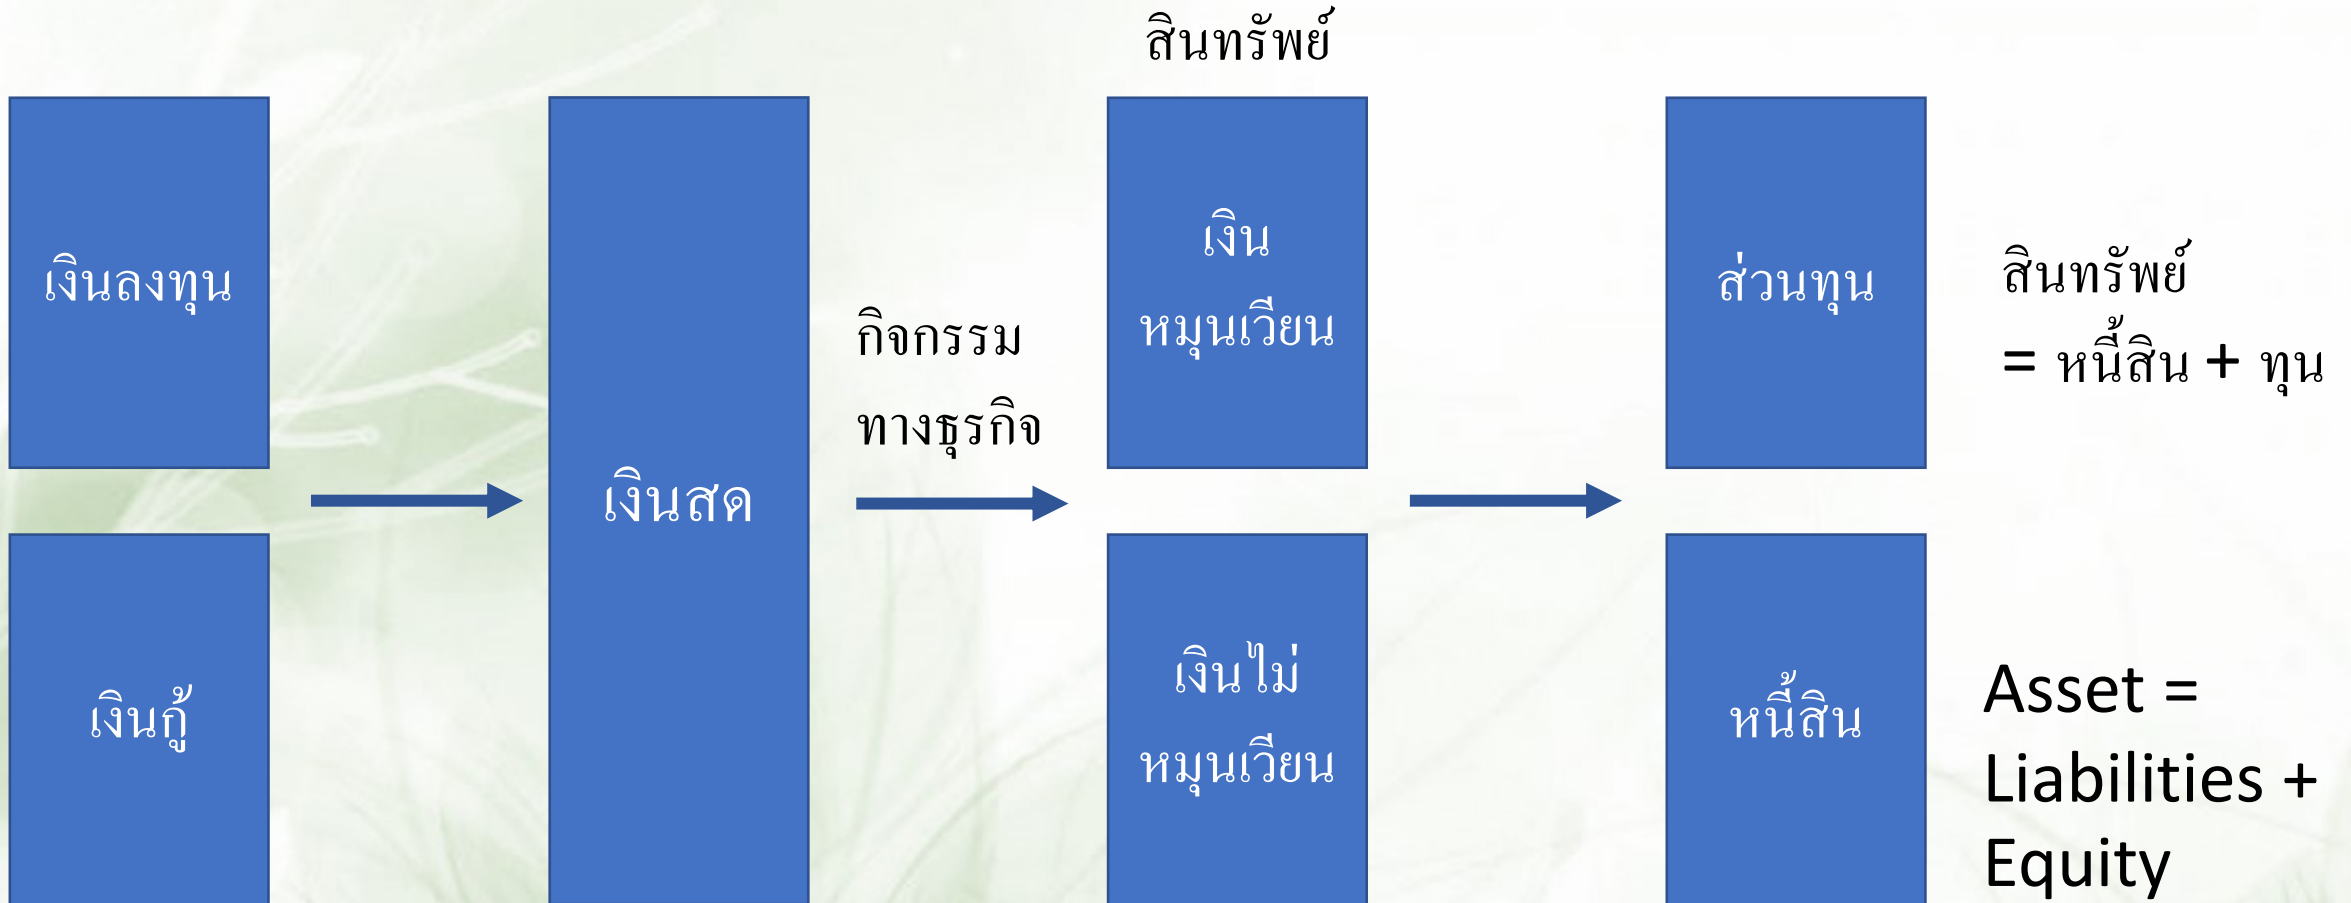 สินทรัพย์
เงินลงทุน
เงินกู้
เงินสด
กิจกรรม
ทางธุรกิจ
เงิน
หมุนเวียน
เงินไม่
หมุนเวียน
ส่วนทุน
หนี้สิน
สินทรัพย์
= หนี้สิน + ทุน
Asset =
Liabilities +
Equity